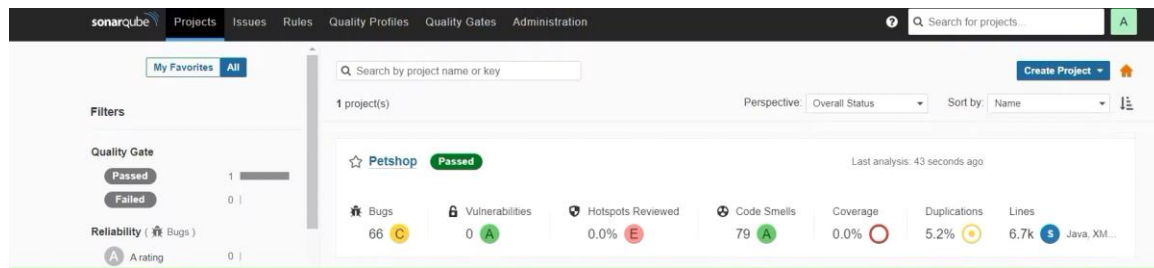 sonarqube Projects Issues Rules Quality Profiles Quality Gates Administration ? Search for projects... A
My Favorites All
Search by project name or key
Create Project
1 project(s)
Perspective: Overall Status
Sort by: Name
Filters
Quality Gate
Passed 1
Failed 0
Reliability ( Bugs )
A A rating 0
Petshop Passed
Last analysis: 43 seconds ago
Bugs Vulnerabilities Hotspots Reviewed Code Smells Coverage Duplications Lines
66 C 0 A 0.0% E 79 A 0.0% 5.2% 6.7k S Java, XM...